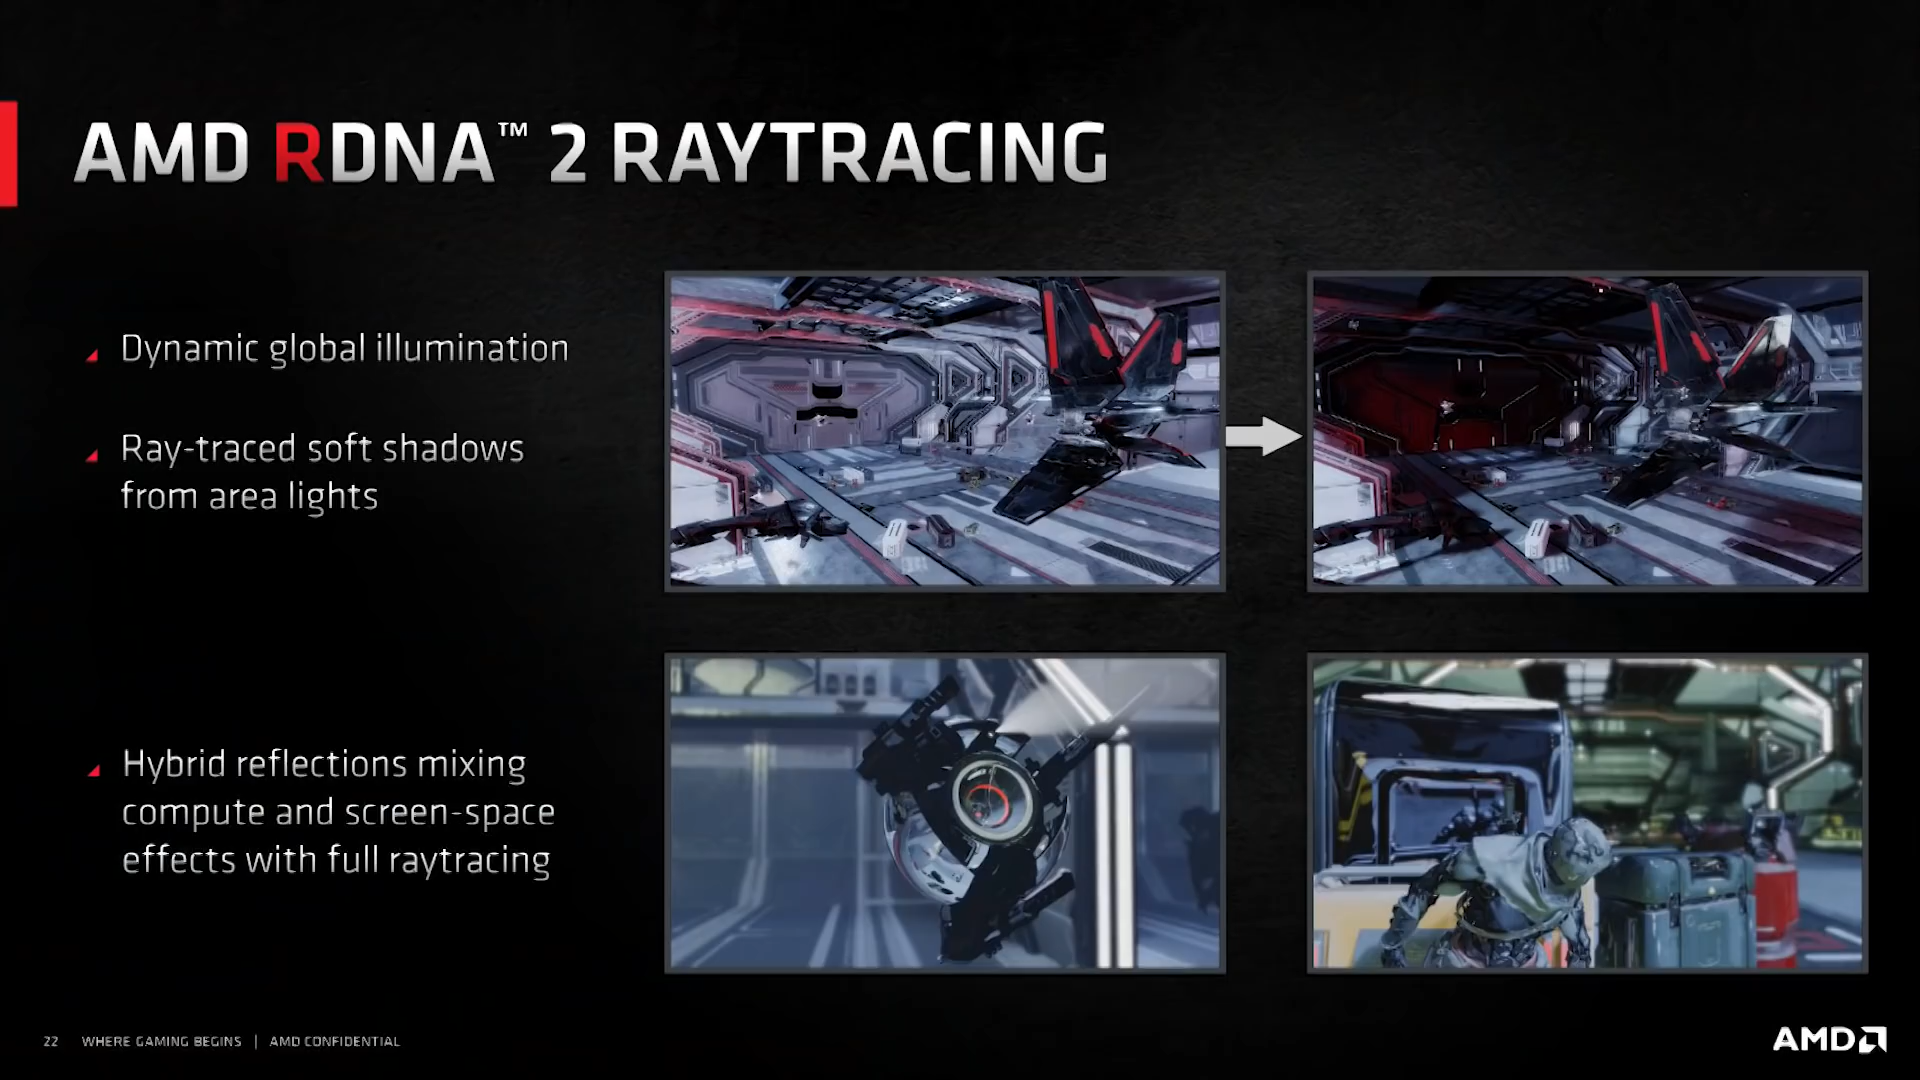 AMD RDNA™ 2 RAYTRACING
Dynamic global illumination
Ray-traced soft shadows
from area lights
Hybrid reflections mixing
compute and screen-space
effects with full raytracing
22 WHERE GAMING BEGINS | AMD CONFIDENTIAL
AMD